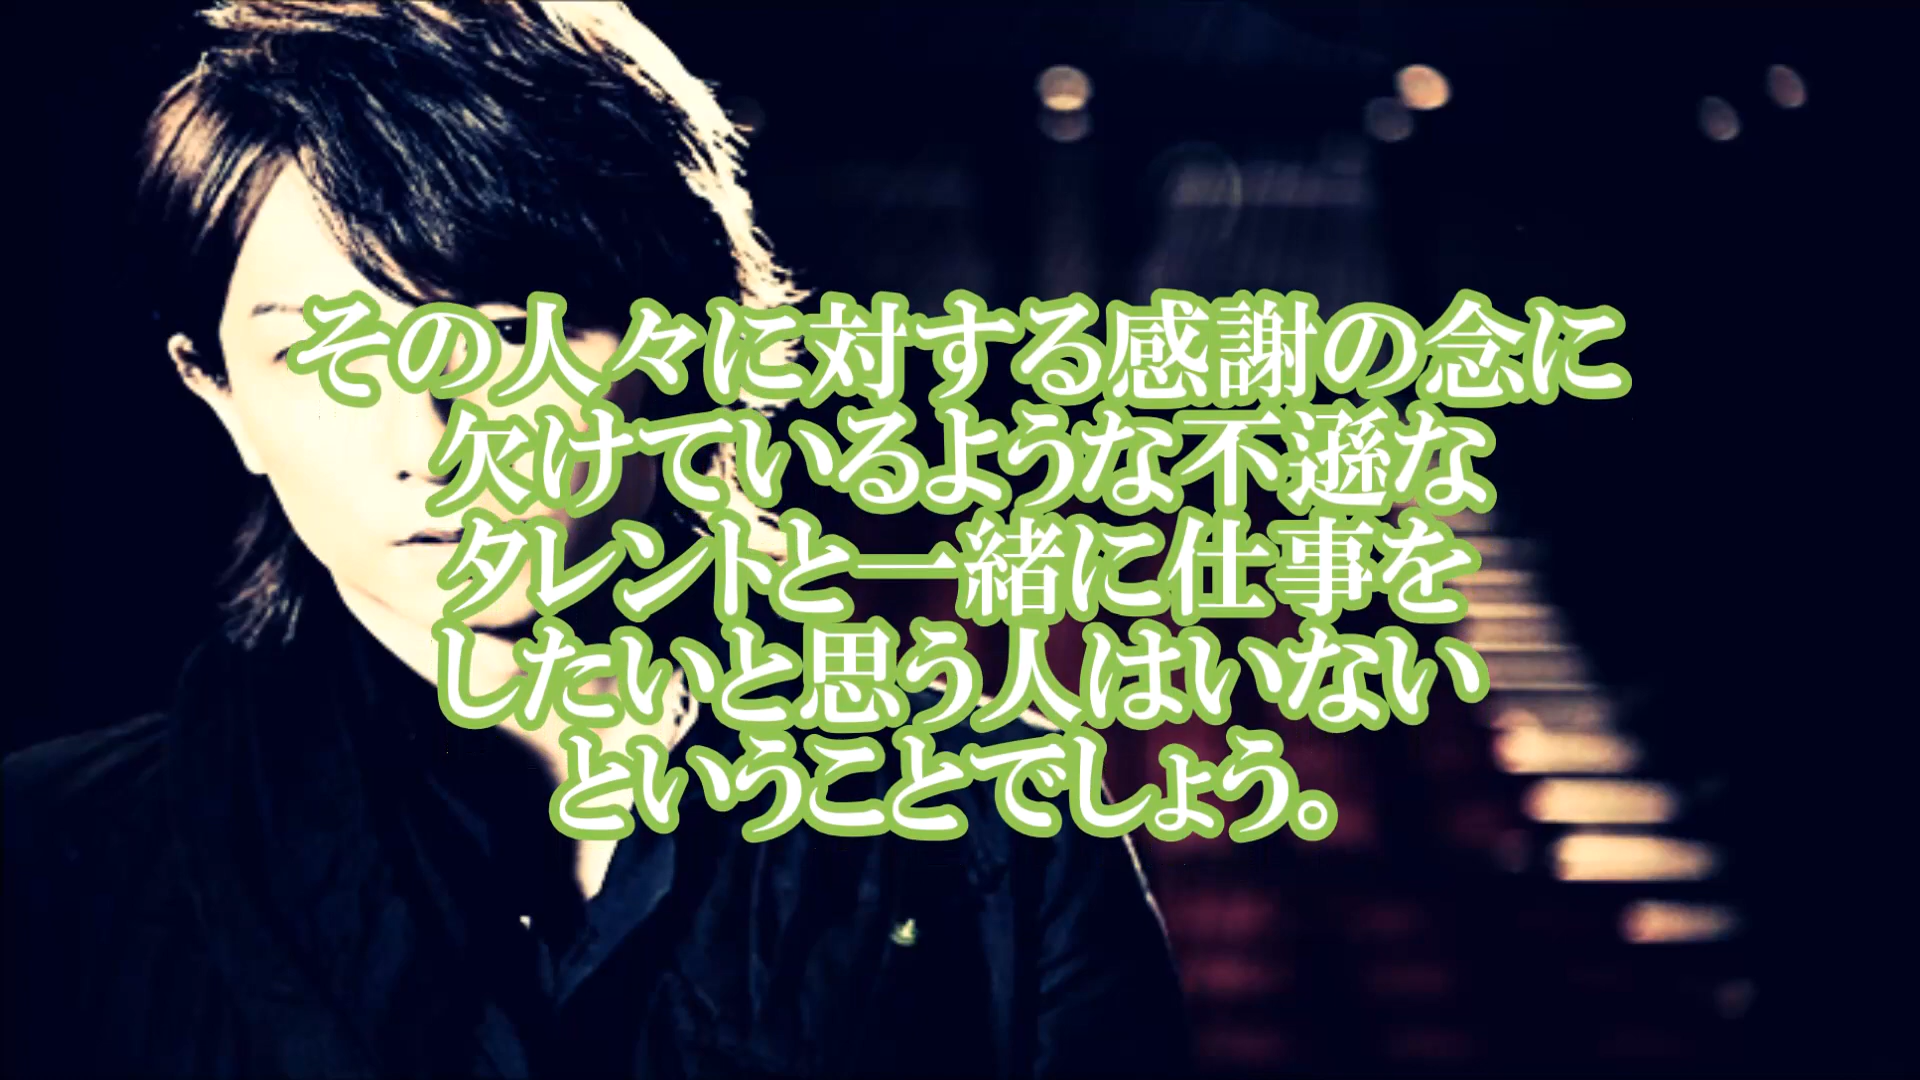 その人々に対する感謝の念に
欠けているような不遜な
タレントと一緒に仕事を
したいと思う人はいない
ということでしょう。